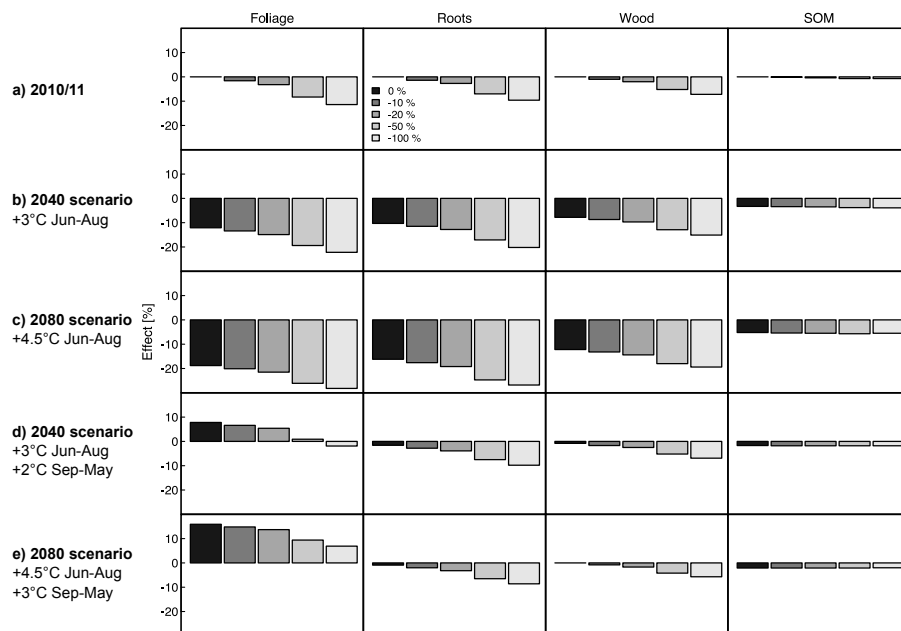 Foliage Roots Wood SOM
a) 2010/11
10
0
-10
-20
0 %
-10 %
-20 %
-50 %
-100 %
b) 2040 scenario
+3°C Jun-Aug
10
0
-10
-20
c) 2080 scenario
+4.5°C Jun-Aug
Effect [%]
10
0
-10
-20
d) 2040 scenario
+3°C Jun-Aug
+2°C Sep-May
10
0
-10
-20
e) 2080 scenario
+4.5°C Jun-Aug
+3°C Sep-May
10
0
-10
-20